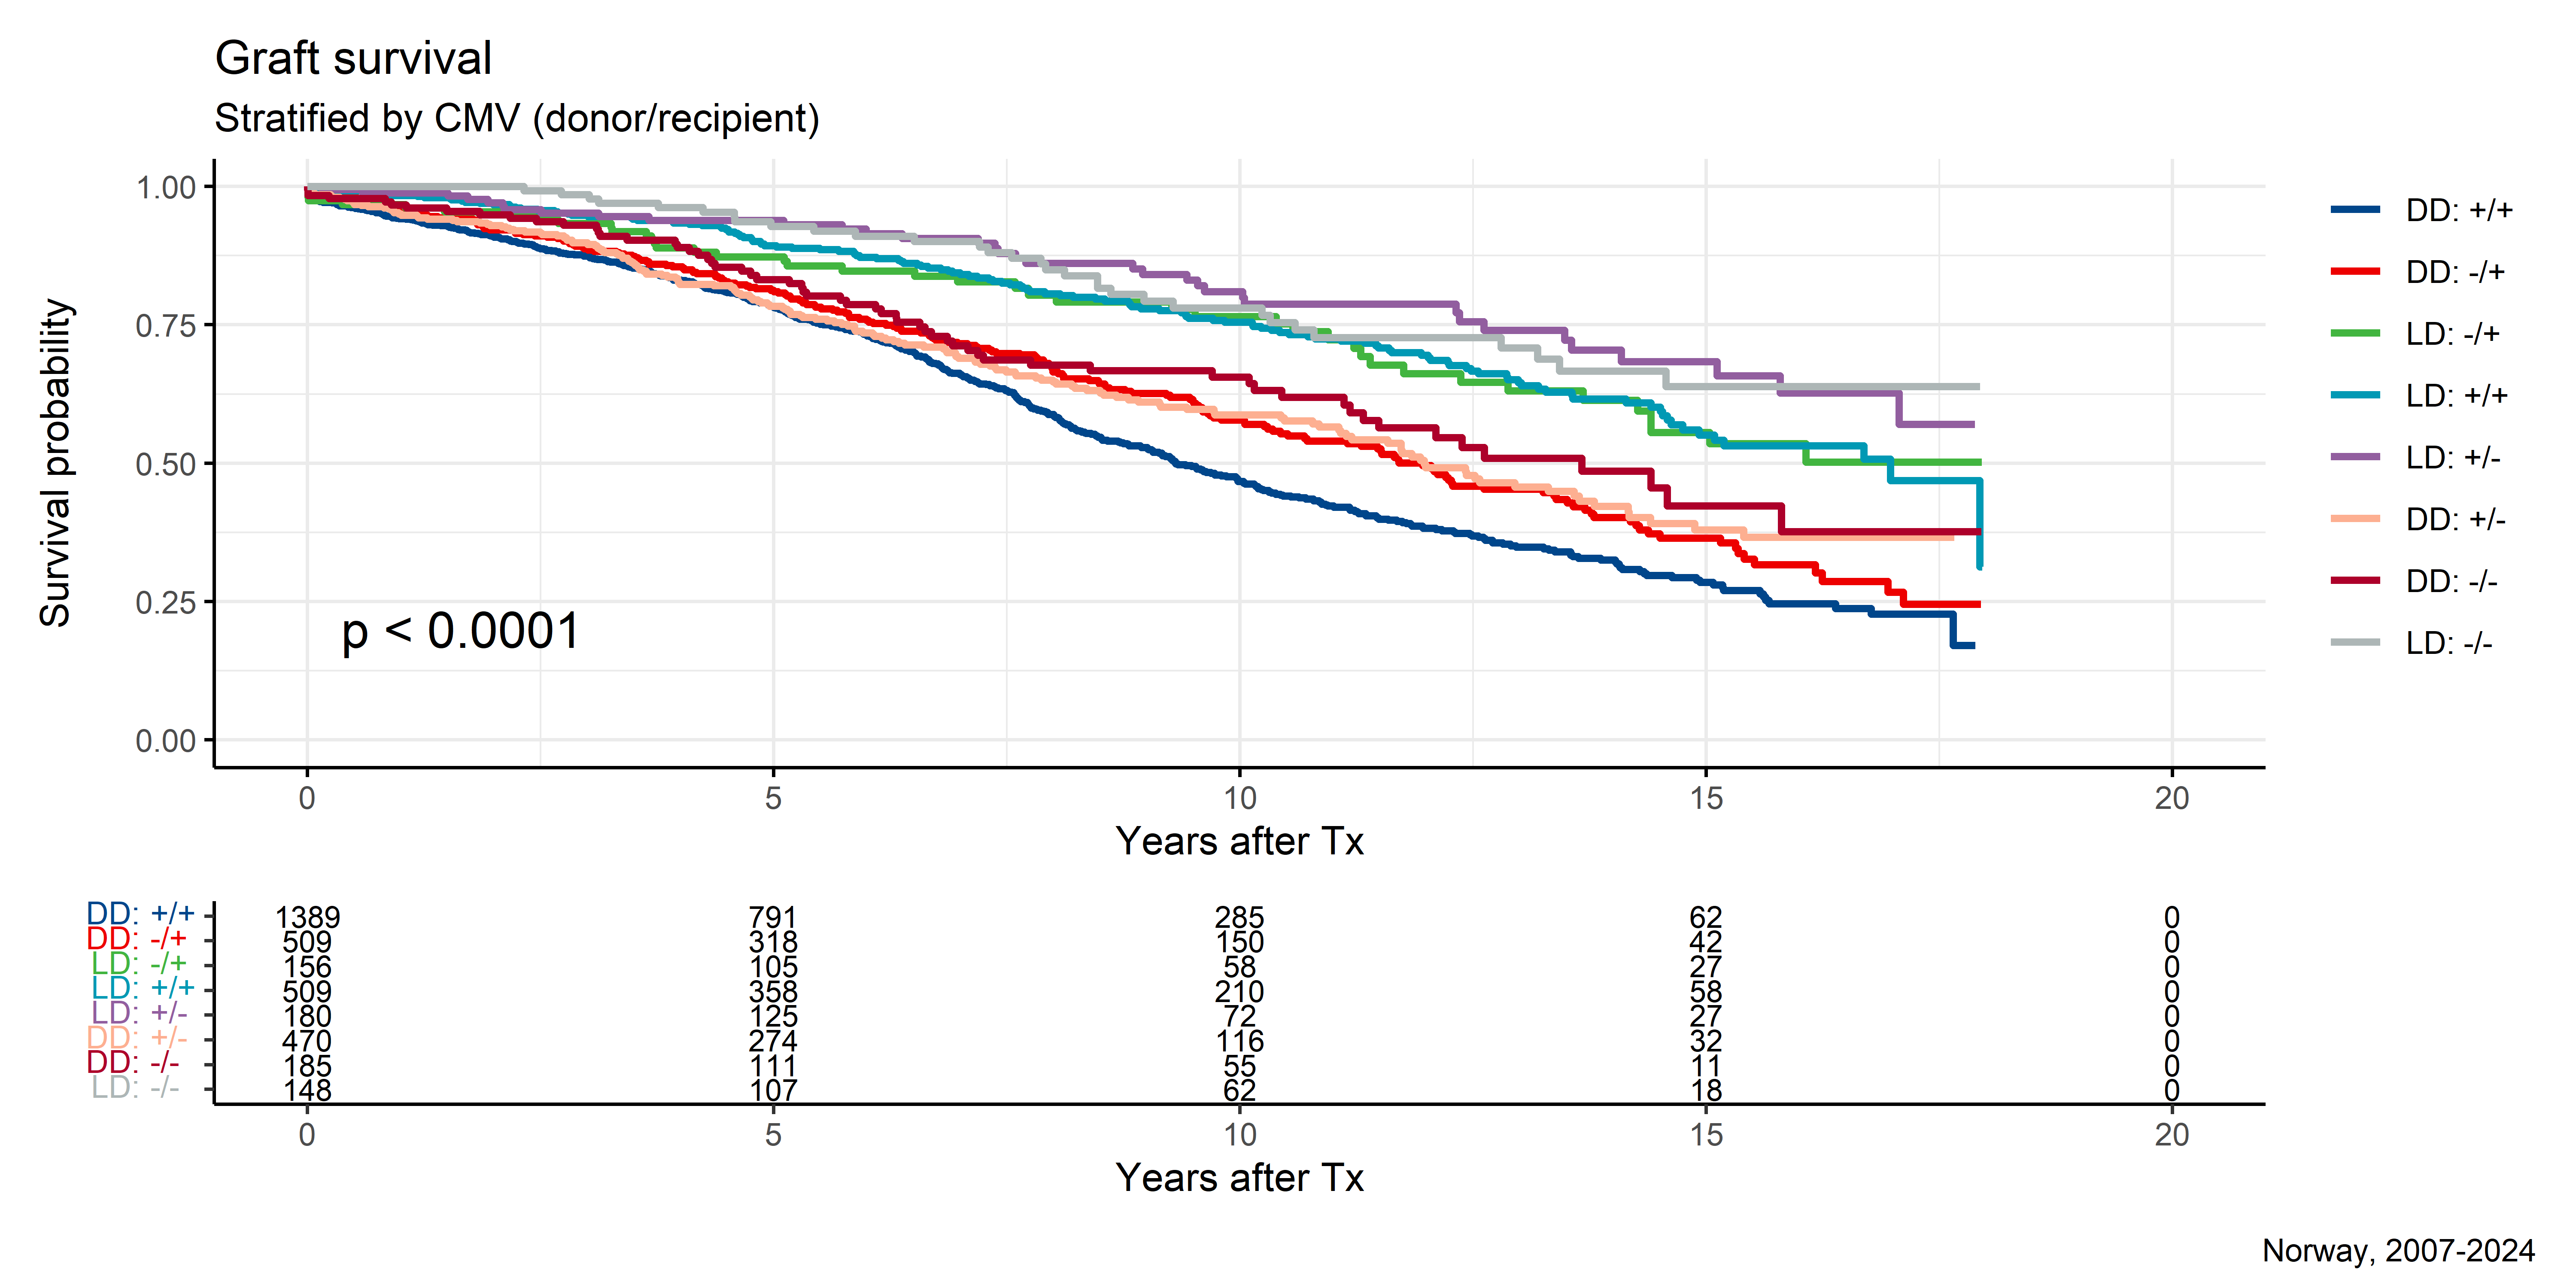 Graft survival
Stratified by CMV (donor/recipient)
Survival probability
1.00
0.75
0.50
0.25
0.00
p < 0.0001
0 5 10 15 20
Years after Tx
DD: +/+
DD: -/+
LD: -/+
LD: +/+
LD: +/-
DD: +/-
DD: -/-
LD: -/-
DD: +/+ 1389 791 285 62 0
DD: -/+ 509 318 150 42 0
LD: -/+ 156 105 58 27 0
LD: +/+ 509 358 210 58 0
LD: +/- 180 125 72 27 0
DD: +/- 470 274 116 32 0
DD: -/- 185 111 55 11 0
LD: -/- 148 107 62 18 0
0 5 10 15 20
Years after Tx
Norway, 2007-2024